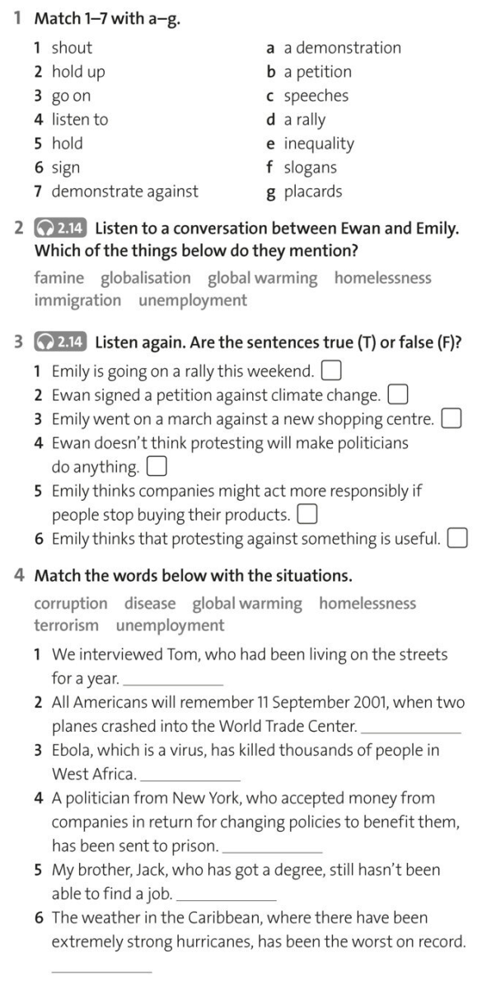 1 Match 1–7 with a–g.
1 shout a a demonstration
2 hold up b a petition
3 go on c speeches
4 listen to d a rally
5 hold e inequality
6 sign f slogans
7 demonstrate against g placards
2 2.14 Listen to a conversation between Ewan and Emily.
Which of the things below do they mention?
famine globalisation global warming homelessness
immigration unemployment
3 2.14 Listen again. Are the sentences true (T) or false (F)?
1 Emily is going on a rally this weekend.
2 Ewan signed a petition against climate change.
3 Emily went on a march against a new shopping centre.
4 Ewan doesn't think protesting will make politicians
do anything.
5 Emily thinks companies might act more responsibly if
people stop buying their products.
6 Emily thinks that protesting against something is useful.
4 Match the words below with the situations.
corruption disease global warming homelessness
terrorism unemployment
1 We interviewed Tom, who had been living on the streets
for a year. ____________
2 All Americans will remember 11 September 2001, when two
planes crashed into the World Trade Center. ____________
3 Ebola, which is a virus, has killed thousands of people in
West Africa. ____________
4 A politician from New York, who accepted money from
companies in return for changing policies to benefit them,
has been sent to prison. ____________
5 My brother, Jack, who has got a degree, still hasn't been
able to find a job. ____________
6 The weather in the Caribbean, where there have been
extremely strong hurricanes, has been the worst on record.
____________